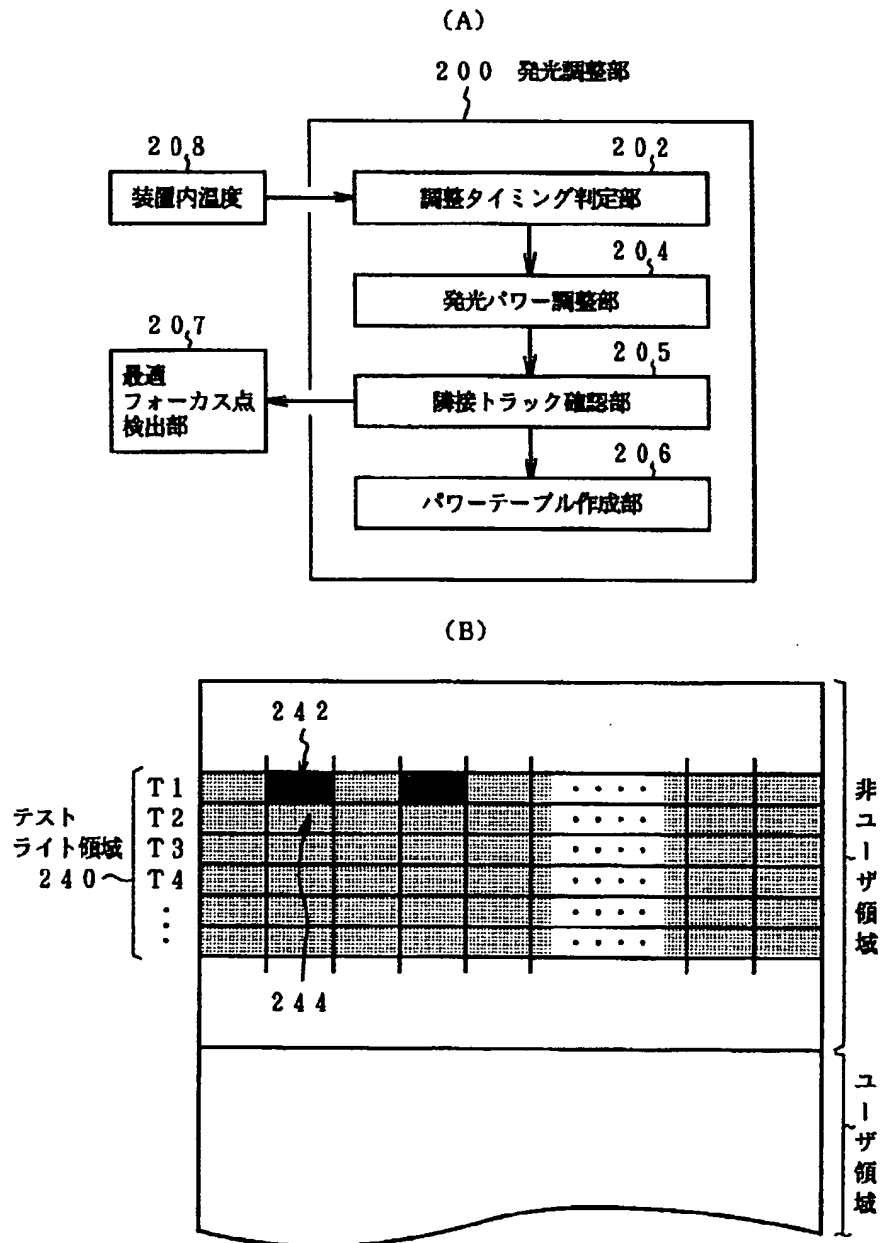 (A)
200 発光調整部
208
装置内温度
202
調整タイミング判定部
204
発光パワー調整部
207
最適
フォーカス点
検出部
205
隣接トラック確認部
206
パワーテーブル作成部
(B)
242
テスト
ライト領域
240
T1
T2
T3
T4
⋮
244
非ユーザ領域
ユーザ領域